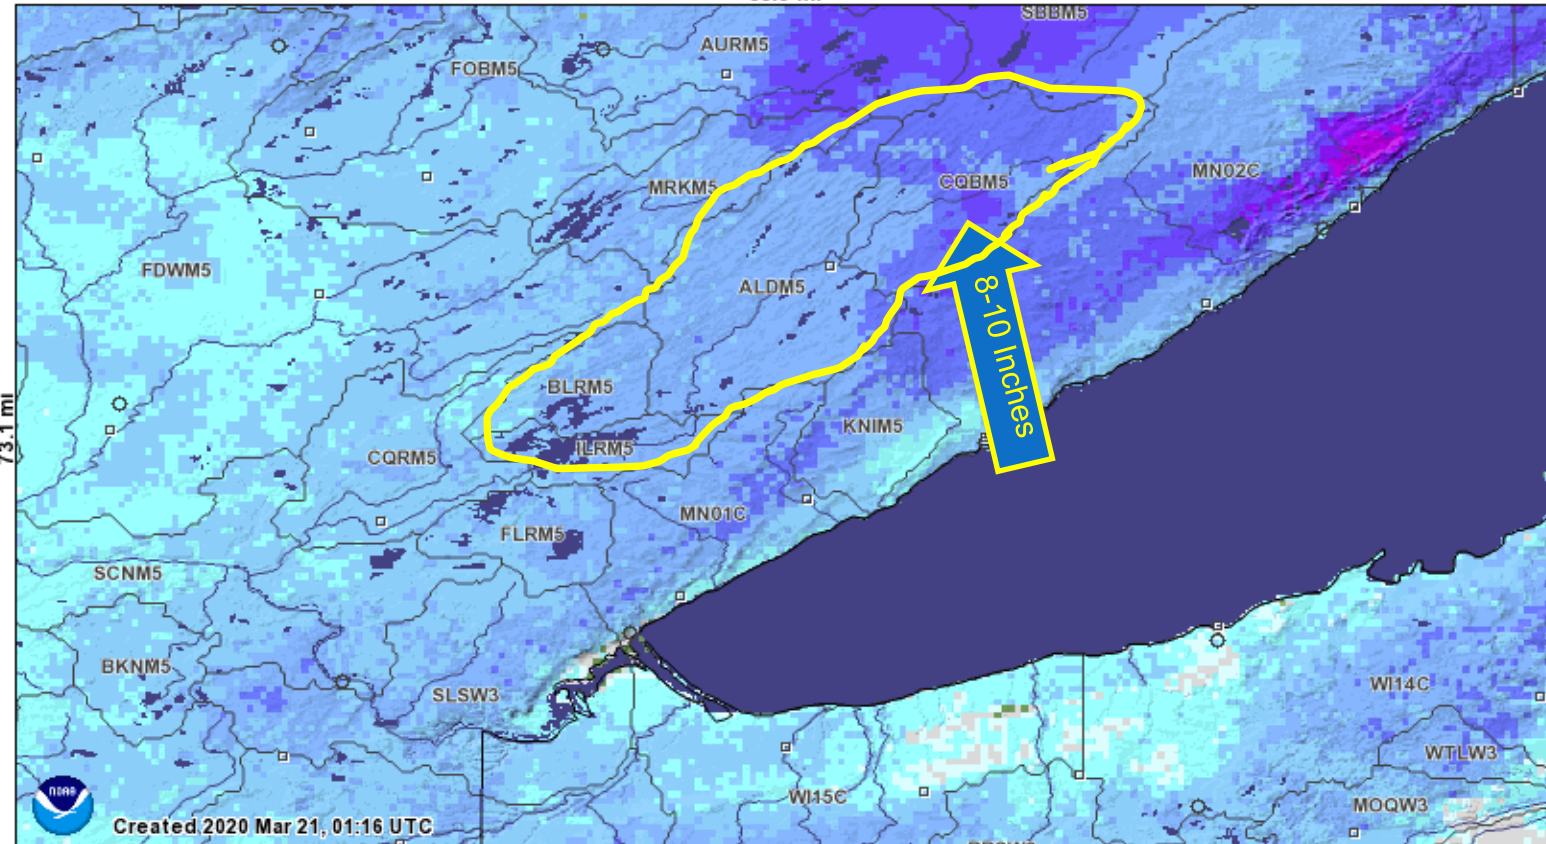 SBBM5
AURM5
FOBM5
MN02C
CQBM5
MRKM5
FDWM5
ALDM5
8-10 Inches
BLRM5
73.1 mi
KNIM5
ILRM5
CQRM5
MN01C
FLRM5
SCNM5
BKNM5
SLSW3
WI14C
WTLW3
NOAA
WI15C
MOQW3
Created 2020 Mar 21, 01:16 UTC